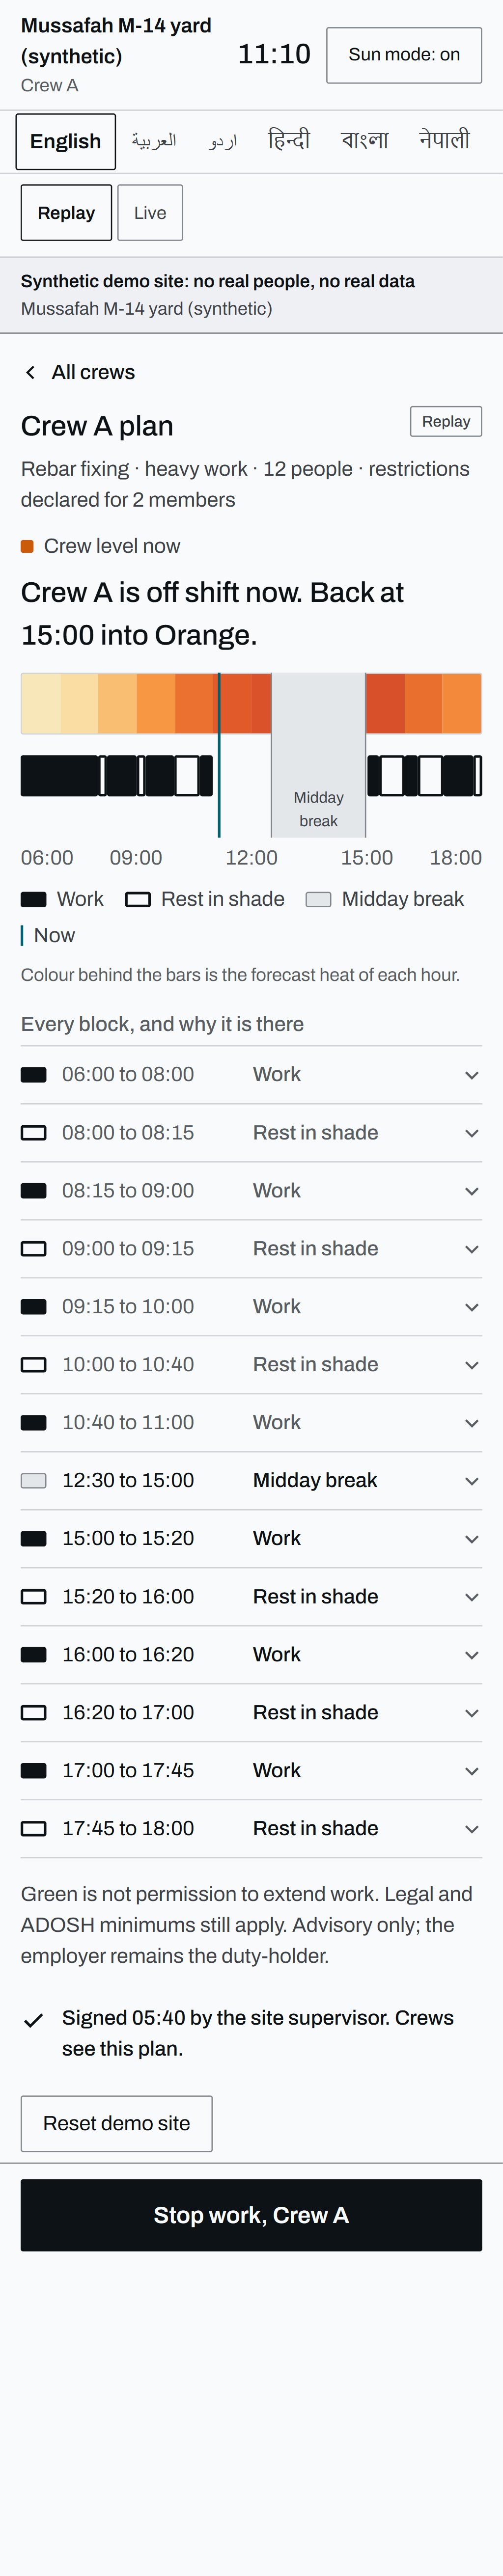 Mussafah M-14 yard
(synthetic)
Crew A
11:10
Sun mode: on
English
العربية
اردو
हिन्दी
বাংলা
नेपाली
Replay
Live
Synthetic demo site: no real people, no real data
Mussafah M-14 yard (synthetic)
All crews
Crew A plan
Replay
Rebar fixing · heavy work · 12 people · restrictions
declared for 2 members
Crew level now
Crew A is off shift now. Back at
15:00 into Orange.
Midday
break
06:00 09:00 12:00 15:00 18:00
Work Rest in shade Midday break
Now
Colour behind the bars is the forecast heat of each hour.
Every block, and why it is there
06:00 to 08:00 Work
08:00 to 08:15 Rest in shade
08:15 to 09:00 Work
09:00 to 09:15 Rest in shade
09:15 to 10:00 Work
10:00 to 10:40 Rest in shade
10:40 to 11:00 Work
12:30 to 15:00 Midday break
15:00 to 15:20 Work
15:20 to 16:00 Rest in shade
16:00 to 16:20 Work
16:20 to 17:00 Rest in shade
17:00 to 17:45 Work
17:45 to 18:00 Rest in shade
Green is not permission to extend work. Legal and
ADOSH minimums still apply. Advisory only; the
employer remains the duty-holder.
Signed 05:40 by the site supervisor. Crews
see this plan.
Reset demo site
Stop work, Crew A